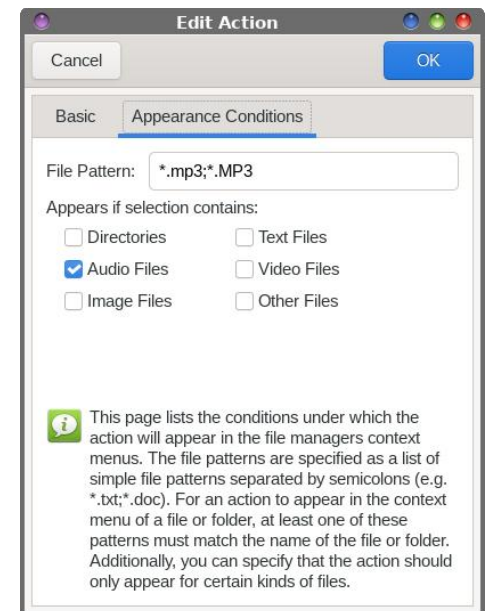 Edit Action
Cancel OK
Basic Appearance Conditions
File Pattern: *.mp3;*.MP3
Appears if selection contains:
Directories Text Files
Audio Files Video Files
Image Files Other Files
This page lists the conditions under which the
action will appear in the file managers context
menus. The file patterns are specified as a list of
simple file patterns separated by semicolons (e.g.
*.txt;*.doc). For an action to appear in the context
menu of a file or folder, at least one of these
patterns must match the name of the file or folder.
Additionally, you can specify that the action should
only appear for certain kinds of files.